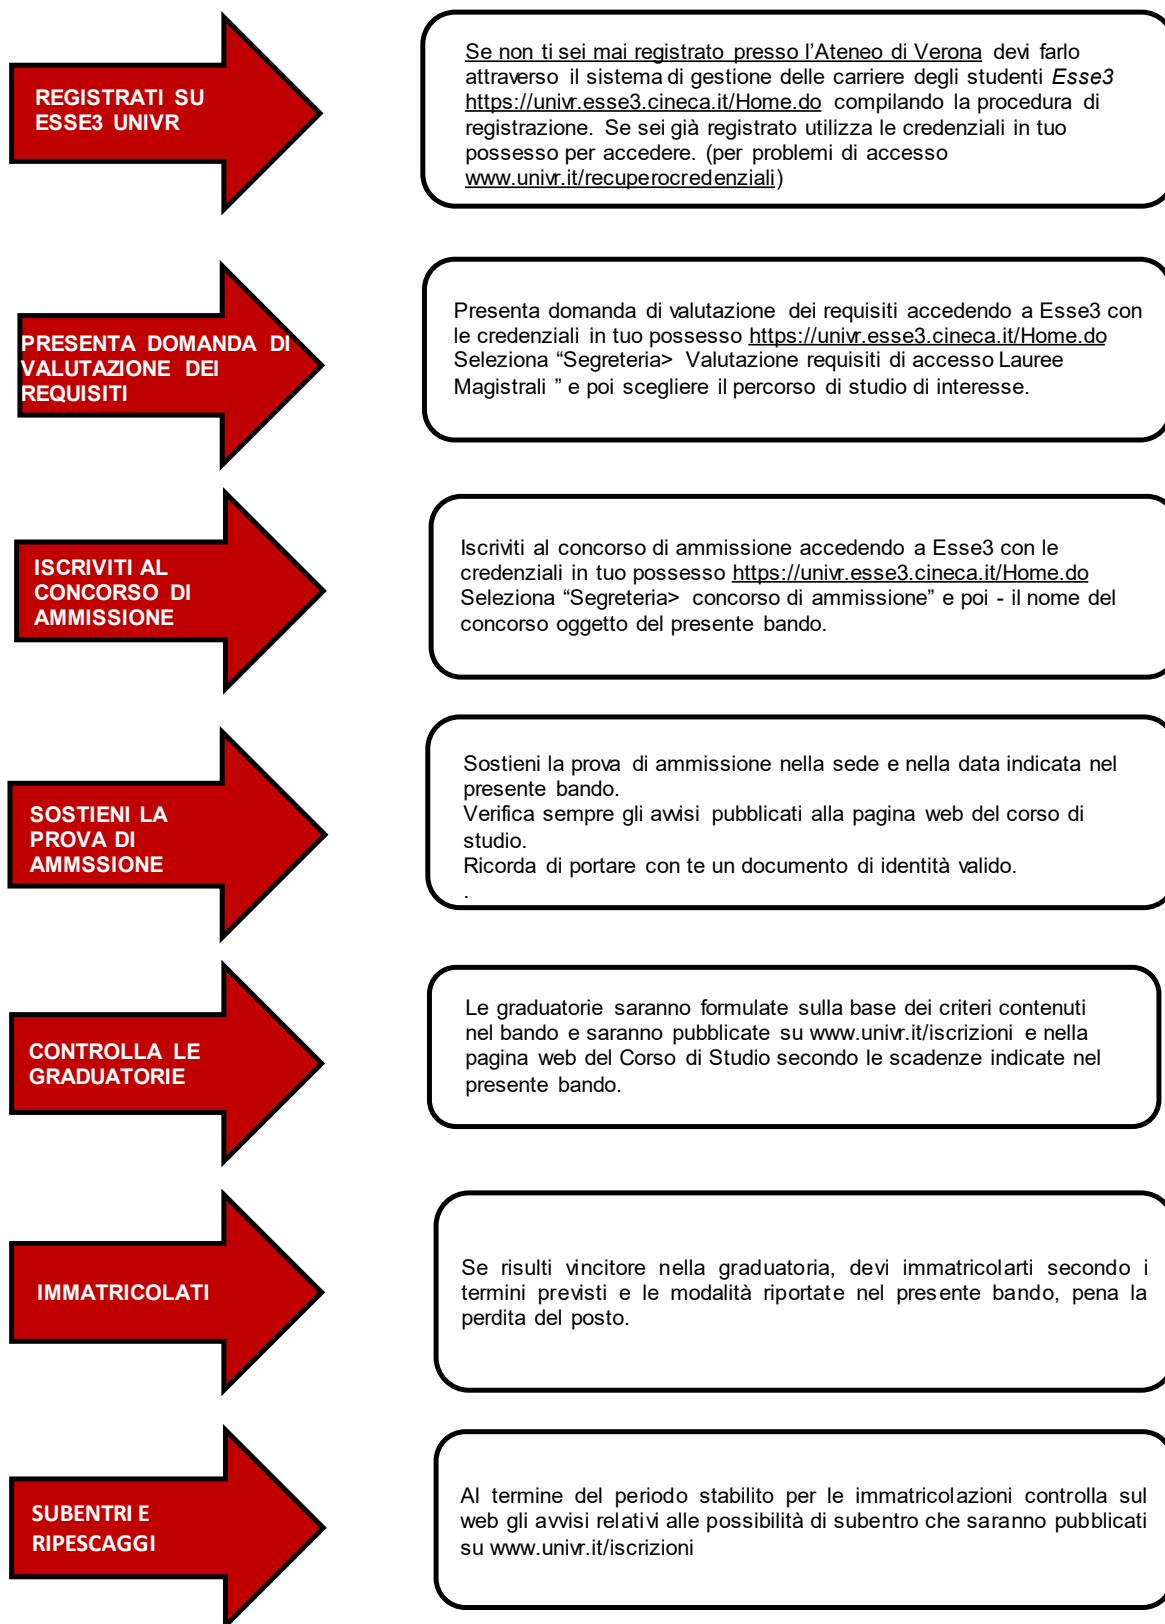 REGISTRATI SU
ESSE3 UNIVR
Se non ti sei mai registrato presso l'Ateneo di Verona devi farlo
attraverso il sistema di gestione delle carriere degli studenti Esse3
https://univr.esse3.cineca.it/Home.do compilando la procedura di
registrazione. Se sei già registrato utilizza le credenziali in tuo
possesso per accedere. (per problemi di accesso
www.univr.it/recuperocredenziali)
PRESENTA DOMANDA DI
VALUTAZIONE DEI
REQUISITI
Presenta domanda di valutazione dei requisiti accedendo a Esse3 con
le credenziali in tuo possesso https://univr.esse3.cineca.it/Home.do
Seleziona “Segreteria> Valutazione requisiti di accesso Lauree
Magistrali ” e poi scegliere il percorso di studio di interesse.
ISCRIVITI AL
CONCORSO DI
AMMISSIONE
Iscriviti al concorso di ammissione accedendo a Esse3 con le
credenziali in tuo possesso https://univr.esse3.cineca.it/Home.do
Seleziona “Segreteria> concorso di ammissione” e poi - il nome del
concorso oggetto del presente bando.
SOSTIENI LA
PROVA DI
AMMSSIONE
Sostieni la prova di ammissione nella sede e nella data indicata nel
presente bando.
Verifica sempre gli avvisi pubblicati alla pagina web del corso di
studio.
Ricorda di portare con te un documento di identità valido.
.
CONTROLLA LE
GRADUATORIE
Le graduatorie saranno formulate sulla base dei criteri contenuti
nel bando e saranno pubblicate su www.univr.it/iscrizioni e nella
pagina web del Corso di Studio secondo le scadenze indicate nel
presente bando.
IMMATRICOLATI
Se risulti vincitore nella graduatoria, devi immatricolarti secondo i
termini previsti e le modalità riportate nel presente bando, pena la
perdita del posto.
SUBENTRI E
RIPESCAGGI
Al termine del periodo stabilito per le immatricolazioni controlla sul
web gli avvisi relativi alle possibilità di subentro che saranno pubblicati
su www.univr.it/iscrizioni